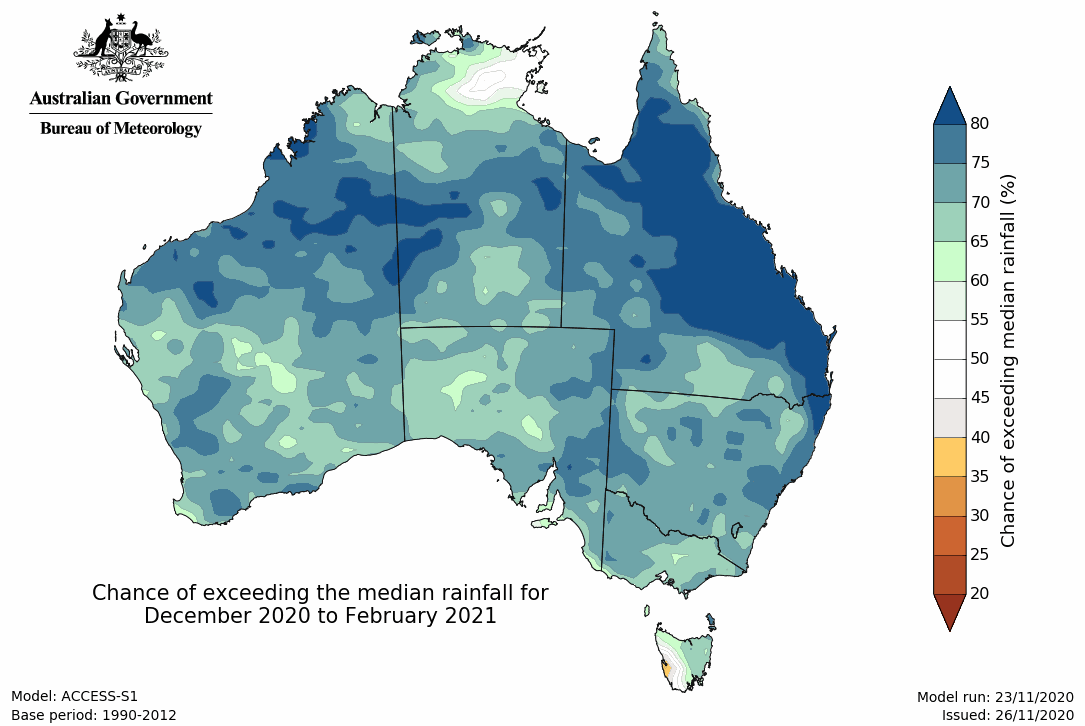 Australian Government
Bureau of Meteorology
80
75
70
65
60
55
50
45
40
35
30
25
20
Chance of exceeding median rainfall (%)
Chance of exceeding the median rainfall for
December 2020 to February 2021
Model: ACCESS-S1
Base period: 1990-2012
Model run: 23/11/2020
Issued: 26/11/2020